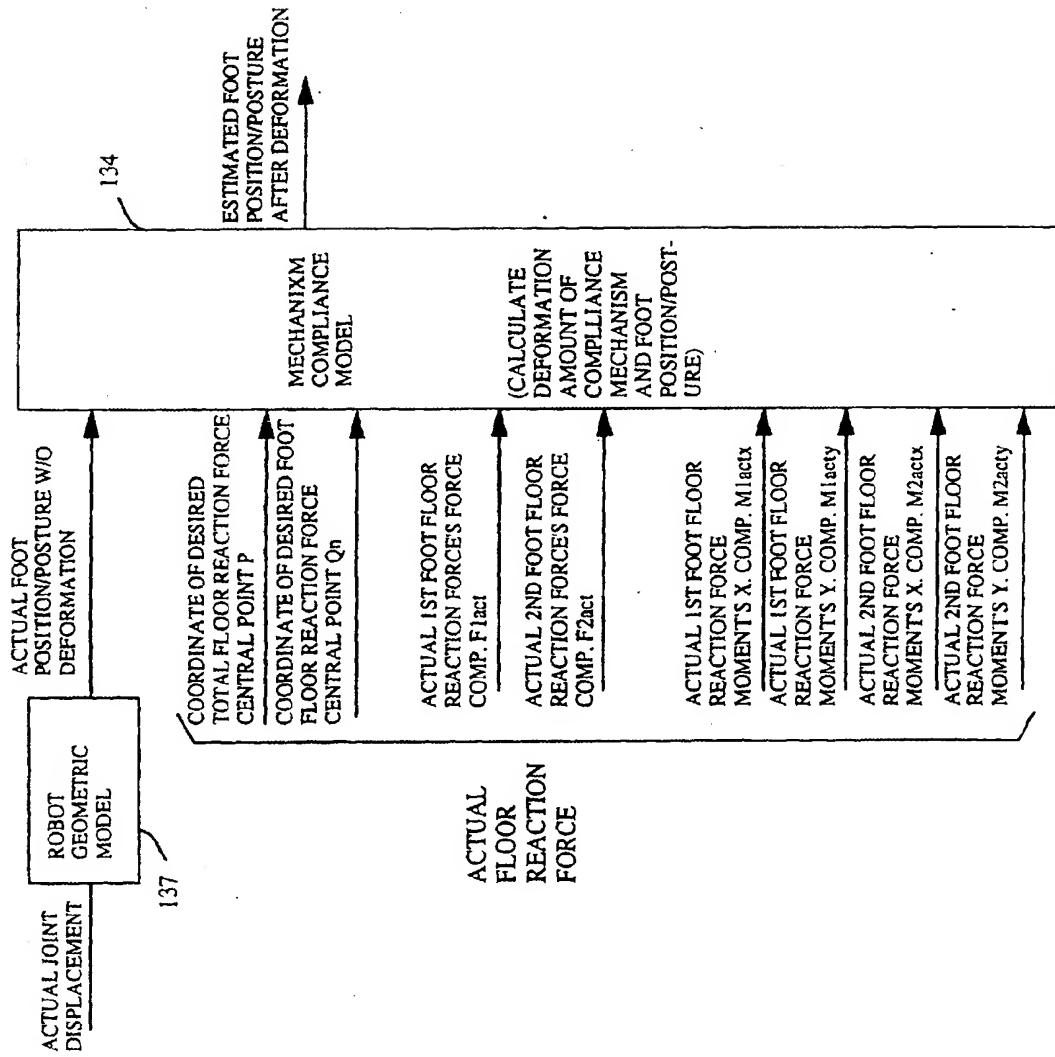 ACTUAL JOINT
DISPLACEMENT
ROBOT
GEOMETRIC
MODEL
137
ACTUAL FOOT
POSITION/POSTURE W/O
DEFORMATION
134
ESTIMATED FOOT
POSITION/POSTURE
AFTER DEFORMATION
MECHANIXM
COMPLIANCE
MODEL
(CALCULATE
DEFORMATION
AMOUNT OF
COMPLLIANCE
MECHANISM
AND FOOT
POSITION/POST-
URE)
ACTUAL
FLOOR
REACTION
FORCE
COORDINATE OF DESIRED
TOTAL FLOOR REACTION FORCE
CENTRAL POINT P
COORDINATE OF DESIRED FOOT
FLOOR REACTION FORCE
CENTRAL POINT Qn
ACTUAL 1ST FOOT FLOOR
REACTION FORCE'S FORCE
COMP. F1act
ACTUAL 2ND FOOT FLOOR
REACTION FORCE'S FORCE
COMP. F2act
ACTUAL 1ST FOOT FLOOR
REACTION FORCE
MOMENT'S X. COMP. M1actx
ACTUAL 1ST FOOT FLOOR
REACTION FORCE
MOMENT'S Y. COMP. M1acty
ACTUAL 2ND FOOT FLOOR
REACTION FORCE
MOMENT'S X. COMP. M2actx
ACTUAL 2ND FOOT FLOOR
REACTION FORCE
MOMENT'S Y. COMP. M2acty